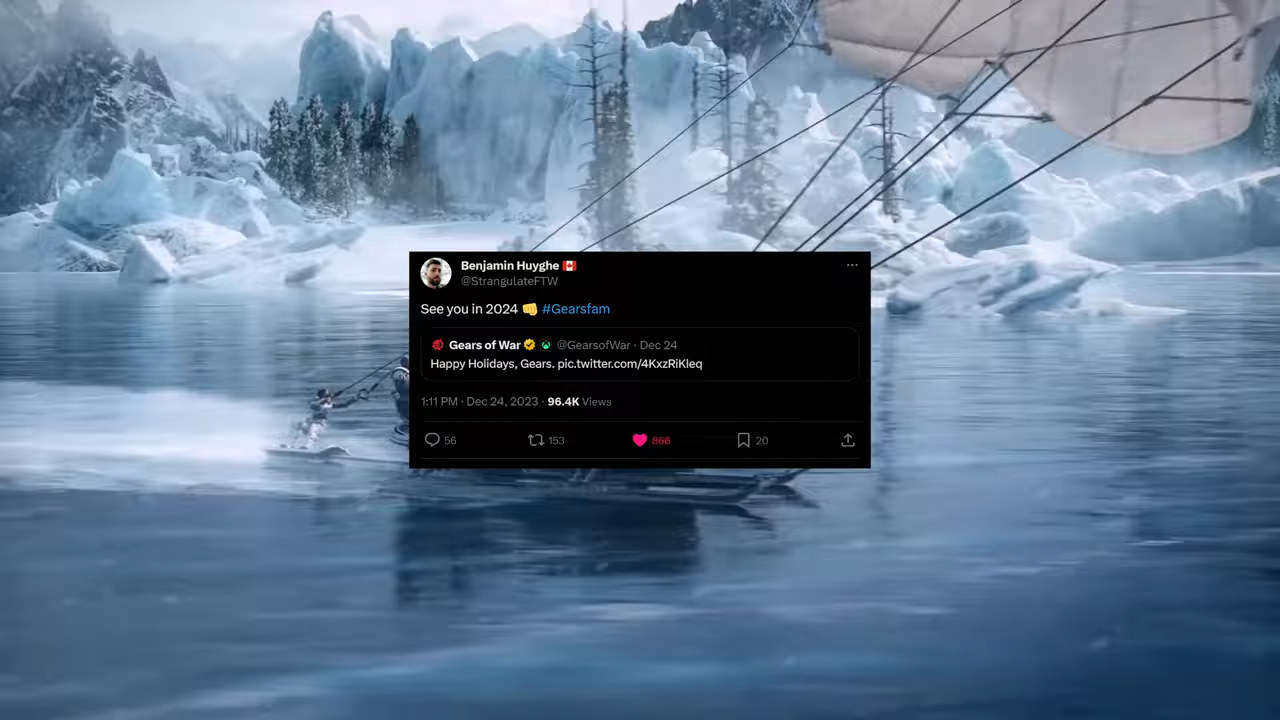 Benjamin Huyghe 🇨🇦
@StrangulateFTW
See you in 2024 👊 #Gearsfam
Gears of War @GearsofWar · Dec 24
Happy Holidays, Gears. pic.twitter.com/4KxzRiKleq
1:11 PM · Dec 24, 2023 · 96.4K Views
56 153 866 20